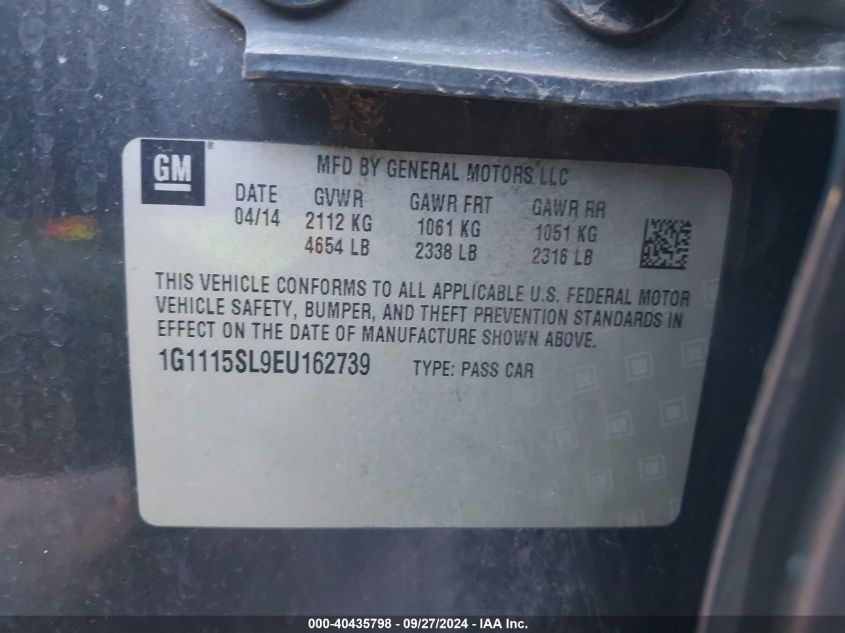 GM®
MFD BY GENERAL MOTORS LLC
DATE GVWR GAWR FRT GAWR RR
04/14 2112 KG 1061 KG 1051 KG
4654 LB 2338 LB 2316 LB
THIS VEHICLE CONFORMS TO ALL APPLICABLE U.S. FEDERAL MOTOR
VEHICLE SAFETY, BUMPER, AND THEFT PREVENTION STANDARDS IN
EFFECT ON THE DATE OF MANUFACTURE SHOWN ABOVE.
1G1115SL9EU162739 TYPE: PASS CAR
000-40435798 - 09/27/2024 - IAA Inc.